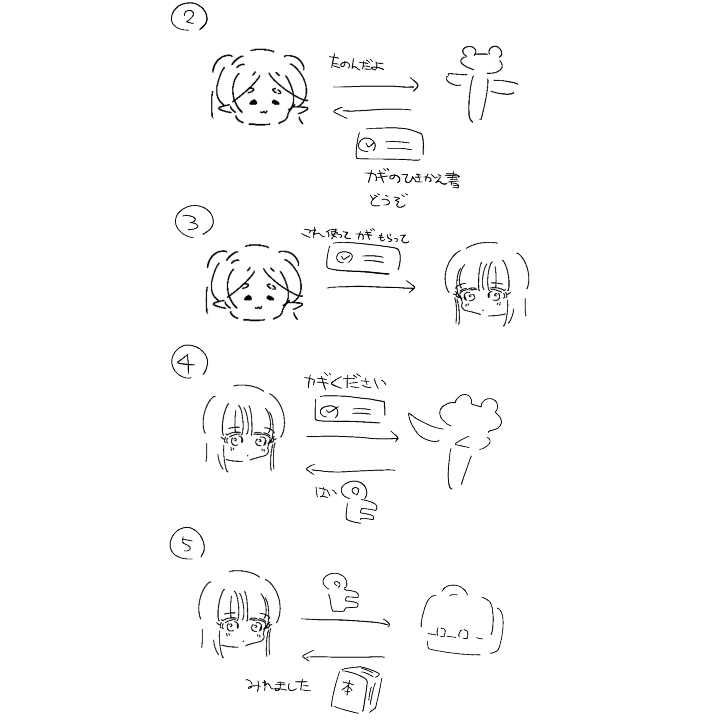 ②
たのんだよ
カギのひきかえ書
どうぞ
③
これ使って カギ もらって
④
カギください
はい
⑤
みれました
本